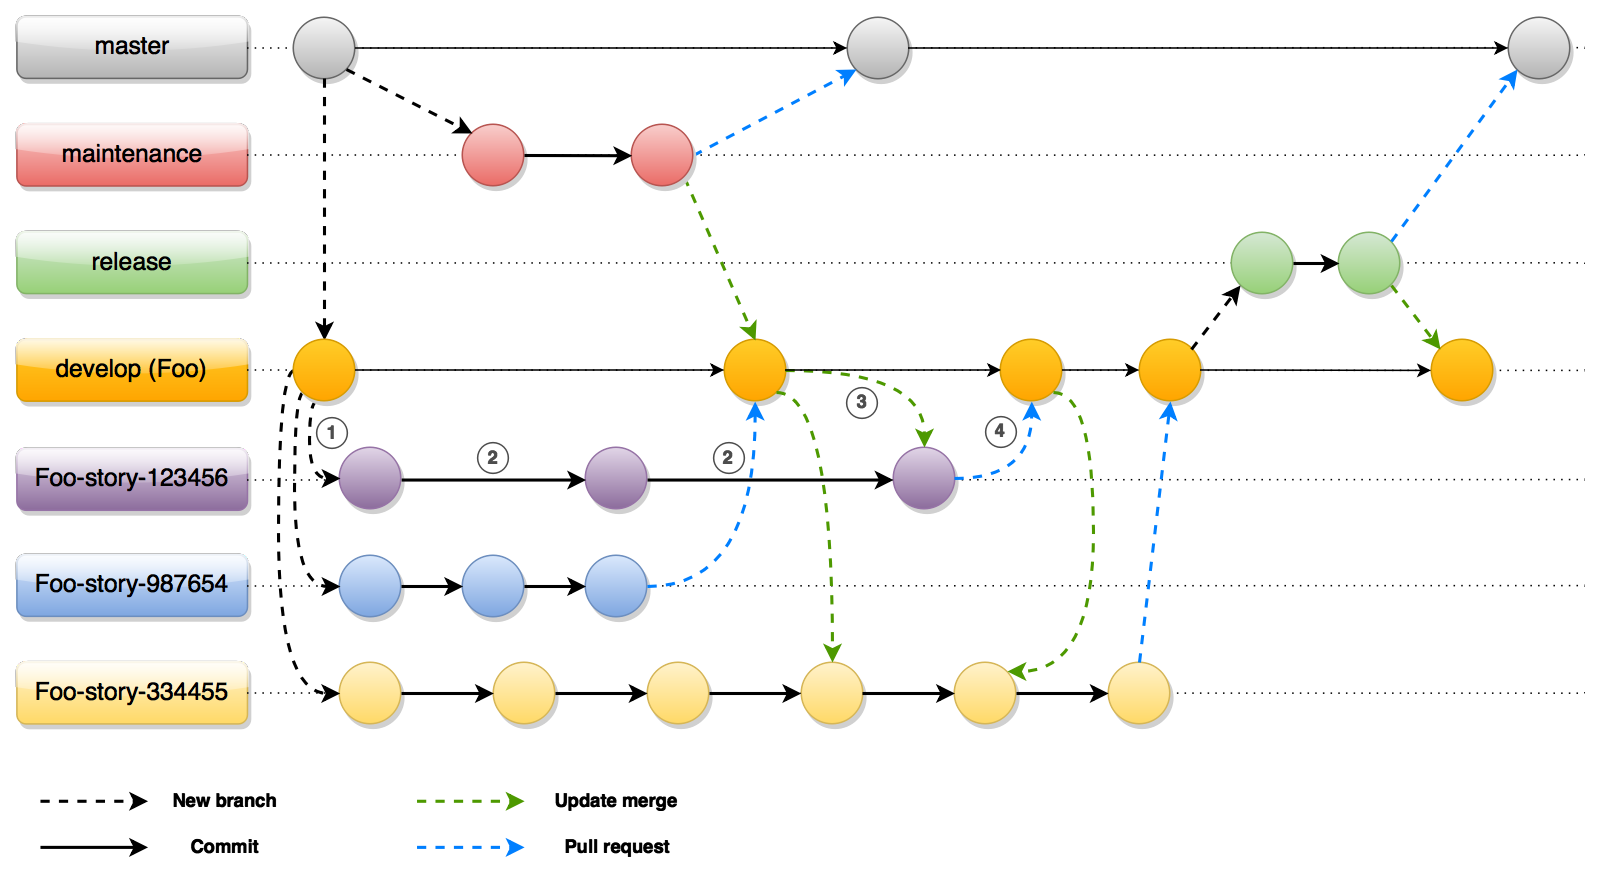 master
maintenance
release
develop (Foo)
3
1
4
2
2
Foo-story-123456
Foo-story-987654
Foo-story-334455
New branch
Update merge
Commit
Pull request